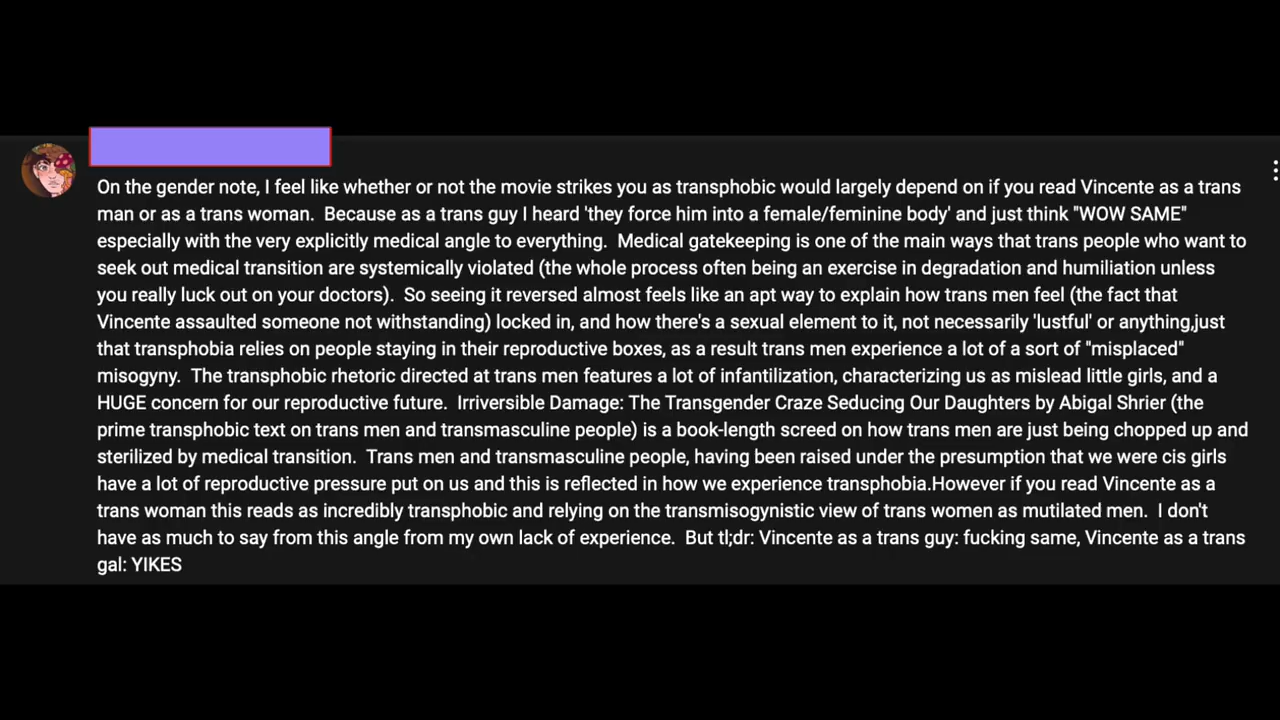 On the gender note, I feel like whether or not the movie strikes you as transphobic would largely depend on if you read Vincente as a trans
man or as a trans woman.  Because as a trans guy I heard 'they force him into a female/feminine body' and just think "WOW SAME"
especially with the very explicitly medical angle to everything.  Medical gatekeeping is one of the main ways that trans people who want to
seek out medical transition are systemically violated (the whole process often being an exercise in degradation and humiliation unless
you really luck out on your doctors).  So seeing it reversed almost feels like an apt way to explain how trans men feel (the fact that
Vincente assaulted someone not withstanding) locked in, and how there's a sexual element to it, not necessarily 'lustful' or anything,just
that transphobia relies on people staying in their reproductive boxes, as a result trans men experience a lot of a sort of "misplaced"
misogyny.  The transphobic rhetoric directed at trans men features a lot of infantilization, characterizing us as mislead little girls, and a
HUGE concern for our reproductive future.  Irriversible Damage: The Transgender Craze Seducing Our Daughters by Abigal Shrier (the
prime transphobic text on trans men and transmasculine people) is a book-length screed on how trans men are just being chopped up and
sterilized by medical transition.  Trans men and transmasculine people, having been raised under the presumption that we were cis girls
have a lot of reproductive pressure put on us and this is reflected in how we experience transphobia.However if you read Vincente as a
trans woman this reads as incredibly transphobic and relying on the transmisogynistic view of trans women as mutilated men.  I don't
have as much to say from this angle from my own lack of experience.  But tl;dr: Vincente as a trans guy: fucking same, Vincente as a trans
gal: YIKES